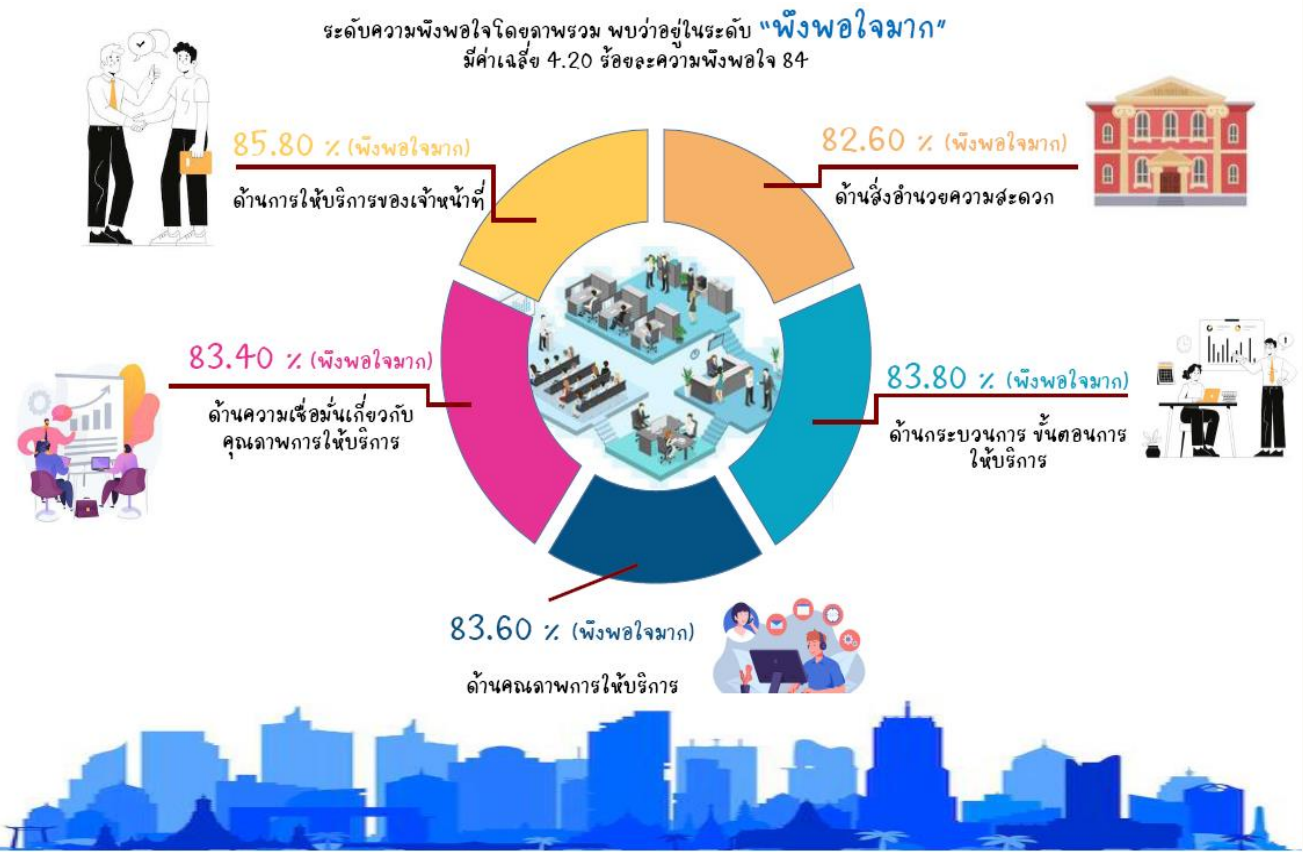 ระดับความพึงพอใจโดยภาพรวม พบว่าอยู่ในระดับ "พึงพอใจมาก"
มีค่าเฉลี่ย 4.20 ร้อยละความพึงพอใจ 84
85.80 % (พึงพอใจมาก)
ด้านการให้บริการของเจ้าหน้าที่
82.60 % (พึงพอใจมาก)
ด้านสิ่งอำนวยความสะดวก
83.40 % (พึงพอใจมาก)
ด้านความเชื่อมั่นเกี่ยวกับ
คุณภาพการให้บริการ
83.80 % (พึงพอใจมาก)
ด้านกระบวนการ ขั้นตอนการ
ให้บริการ
83.60 % (พึงพอใจมาก)
ด้านคุณภาพการให้บริการ